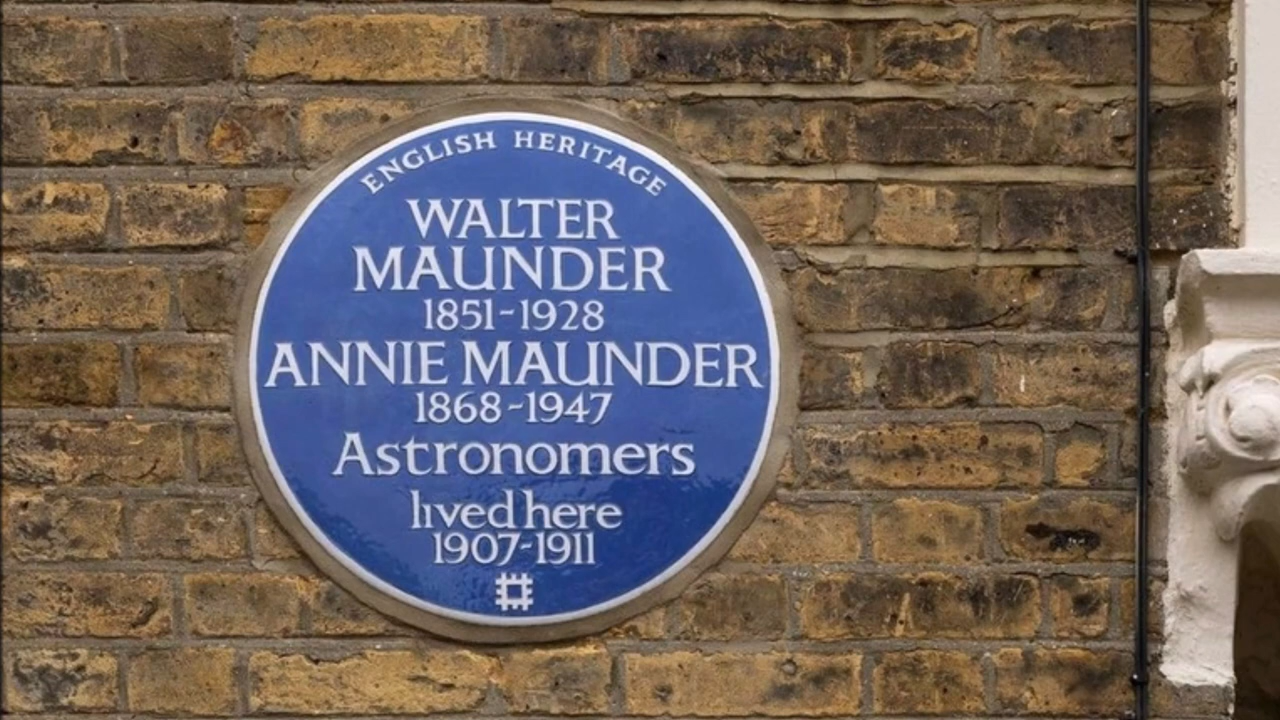 ENGLISH HERITAGE
WALTER
MAUNDER
1851-1928
ANNIE MAUNDER
1868-1947
Astronomers
lived here
1907-1911